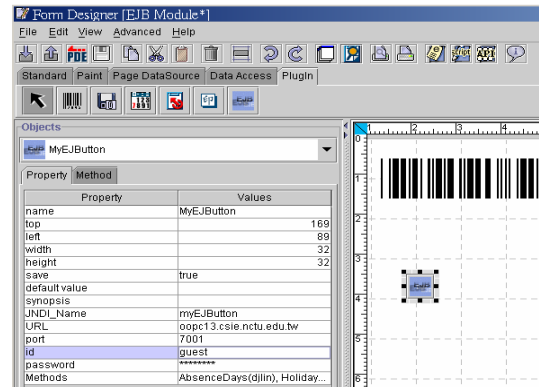 Form Designer [EJB Module*]
File Edit View Advanced Help
PDE API
Standard Paint Page DataSource Data Access PlugIn
Objects
MyEJButton
Property Method
Property Values
name MyEJButton
top 169
left 89
width 32
height 32
save true
default value
synopsis
JNDI_Name myEJButton
URL oopc13.csie.nctu.edu.tw
port 7001
id guest
password ********
Methods AbsenceDays(djlin), Holiday...
1 2 3 4
0
1
2
3
4
5
6